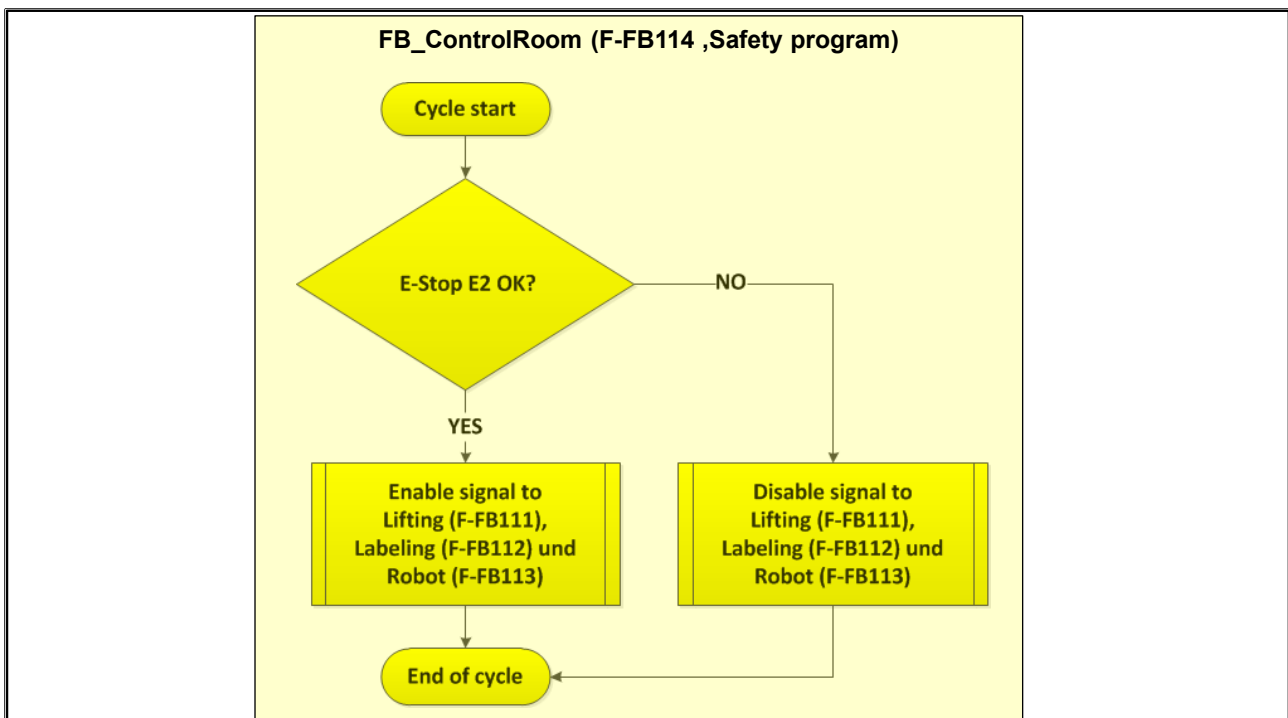 FB_ControlRoom (F-FB114 ,Safety program)
Cycle start
E-Stop E2 OK?
NO
YES
Enable signal to
Lifting (F-FB111),
Labeling (F-FB112) und
Robot (F-FB113)
Disable signal to
Lifting (F-FB111),
Labeling (F-FB112) und
Robot (F-FB113)
End of cycle